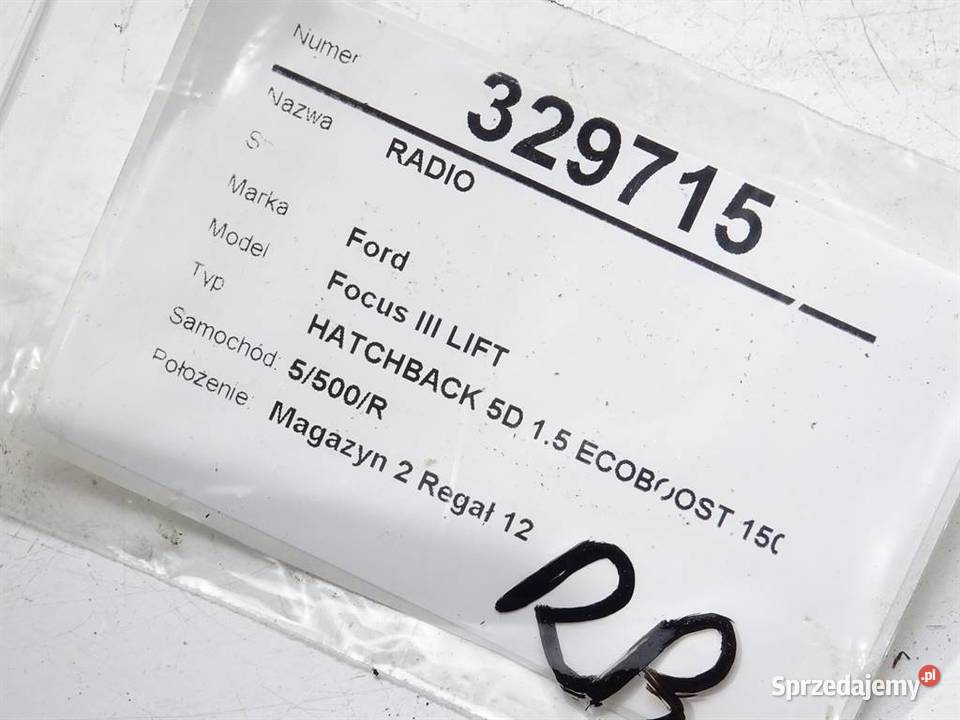 Numer 329715
Nazwa RADIO
S
Marka Ford
Model Focus III LIFT
Typ HATCHBACK 5D 1.5 ECOBOOST 150
Samochód: 5/500/R
Położenie: Magazyn 2 Regał 12
Sprzedajemy.pl